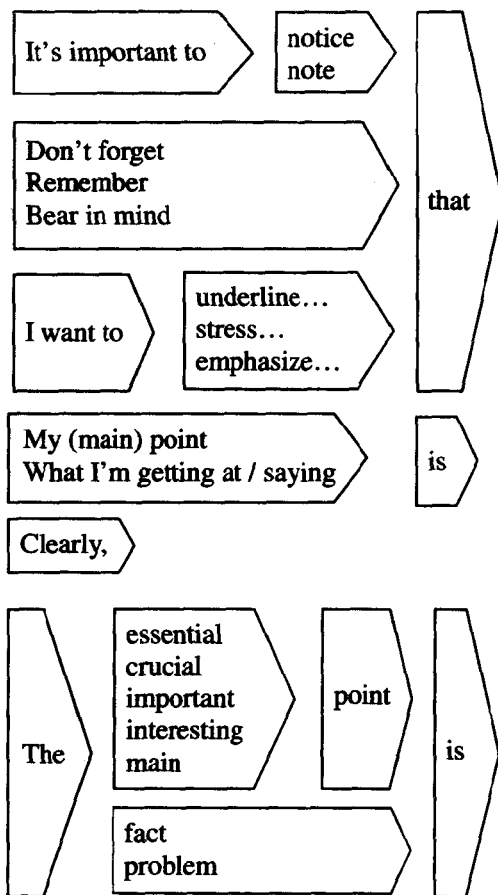 It's important to
notice
note
Don't forget
Remember
Bear in mind
I want to
underline…
stress…
emphasize…
that
My (main) point
What I'm getting at / saying
is
Clearly,
The
essential
crucial
important
interesting
main
point
fact
problem
is